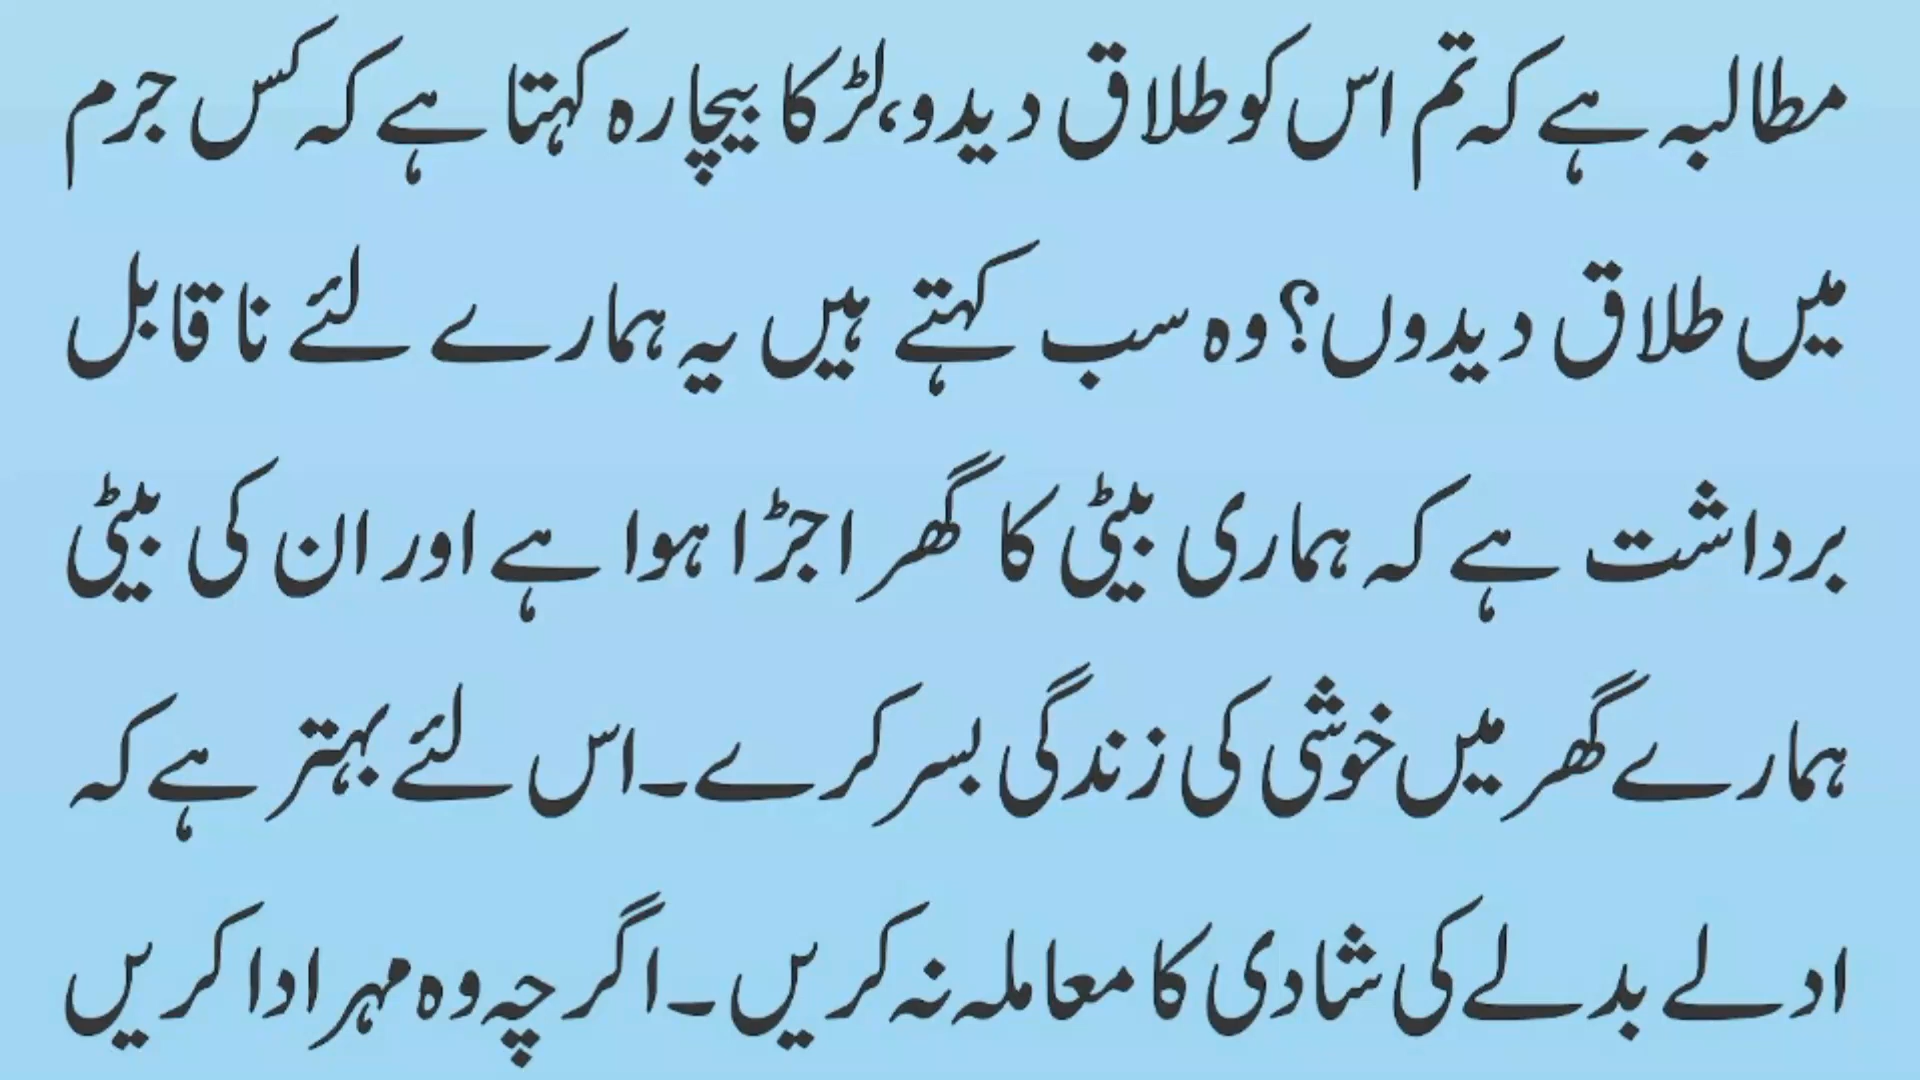 مطالبہ ہے کہ تم اس کو طلاق دیدو، لڑکا بیچارہ کہتا ہے کہ کس جرم
میں طلاق دیدوں؟ وہ سب کہتے ہیں یہ ہمارے لئے ناقابل
برداشت ہے کہ ہماری بیٹی کا گھر اجڑا ہوا ہے اور ان کی بیٹی
ہمارے گھر میں خوشی کی زندگی بسر کرے۔ اس لئے بہتر ہے کہ
ادلے بدلے کی شادی کا معاملہ نہ کریں۔ اگرچہ وہ مہر ادا کریں